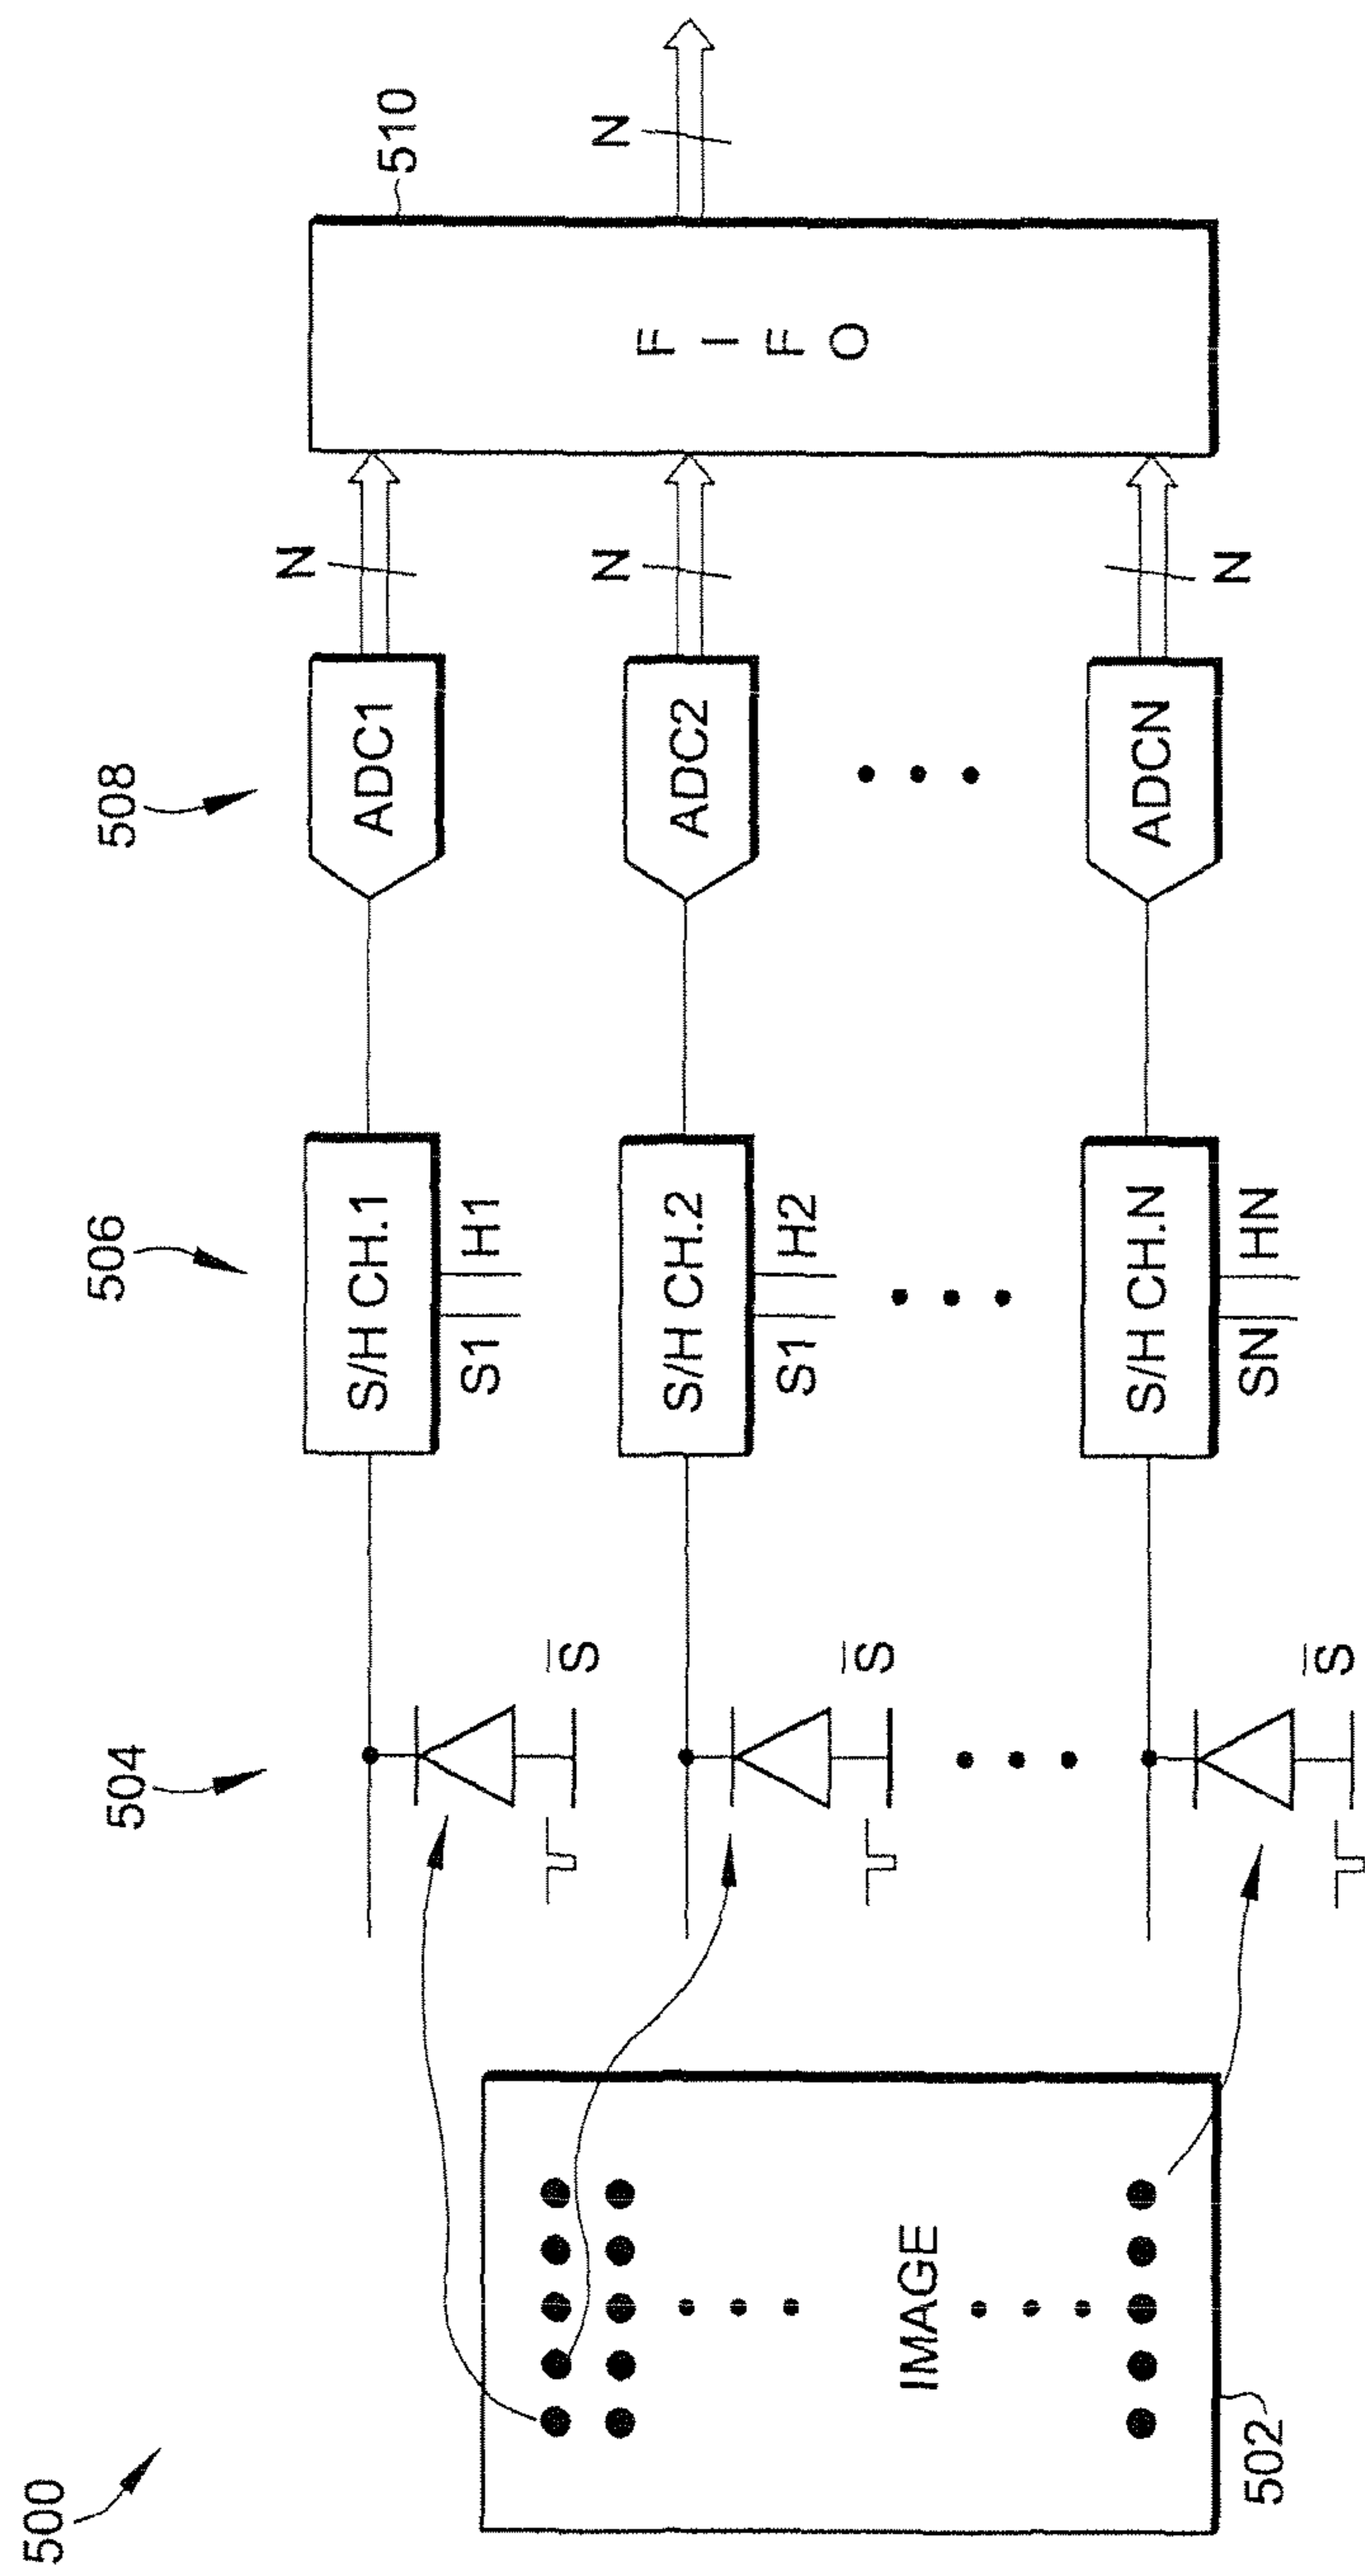 500
502
IMAGE
504
S
S
S
506
S/H CH.1
S1 H1
S/H CH.2
S1 H2
S/H CH.N
SN HN
508
ADC1
ADC2
ADCN
N
N
N
510
FIFO
N